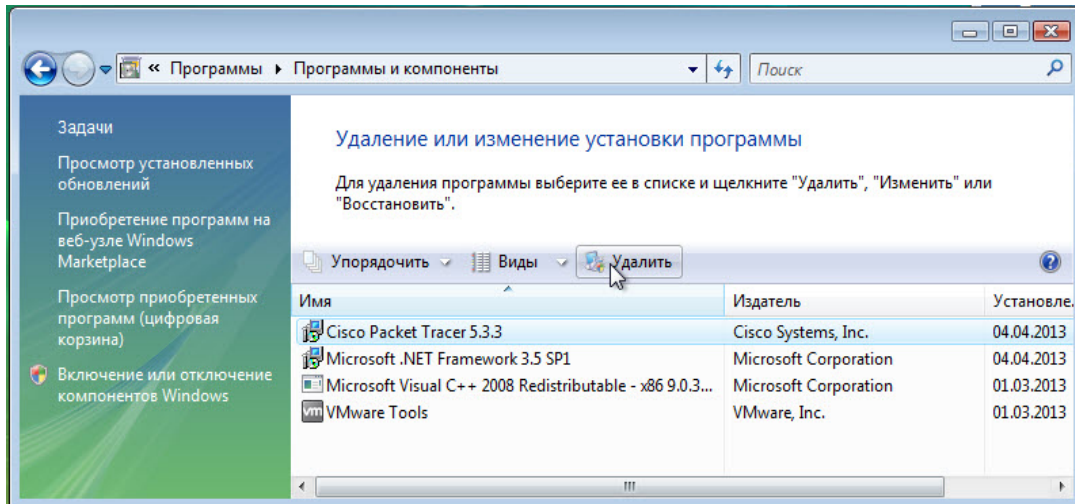 « Программы ▸ Программы и компоненты
Поиск
Задачи
Просмотр установленных
обновлений
Приобретение программ на
веб-узле Windows
Marketplace
Просмотр приобретенных
программ (цифровая
корзина)
Включение или отключение
компонентов Windows
Удаление или изменение установки программы
Для удаления программы выберите ее в списке и щелкните "Удалить", "Изменить" или
"Восстановить".
Упорядочить Виды Удалить
Имя Издатель Установле.
Cisco Packet Tracer 5.3.3 Cisco Systems, Inc. 04.04.2013
Microsoft .NET Framework 3.5 SP1 Microsoft Corporation 04.04.2013
Microsoft Visual C++ 2008 Redistributable - x86 9.0.3... Microsoft Corporation 01.03.2013
vm VMware Tools VMware, Inc. 01.03.2013